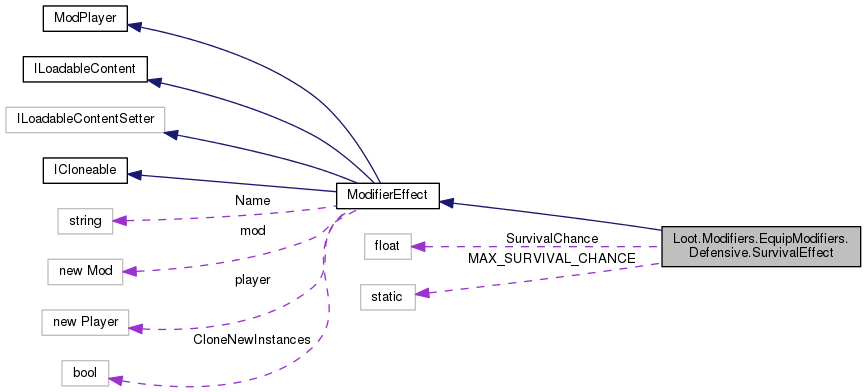 ModPlayer
ILoadableContent
ILoadableContentSetter
ICloneable
ModifierEffect
Name
string
mod
new Mod
player
new Player
CloneNewInstances
bool
float
SurvivalChance
MAX_SURVIVAL_CHANCE
static
Loot.Modifiers.EquipModifiers.
Defensive.SurvivalEffect